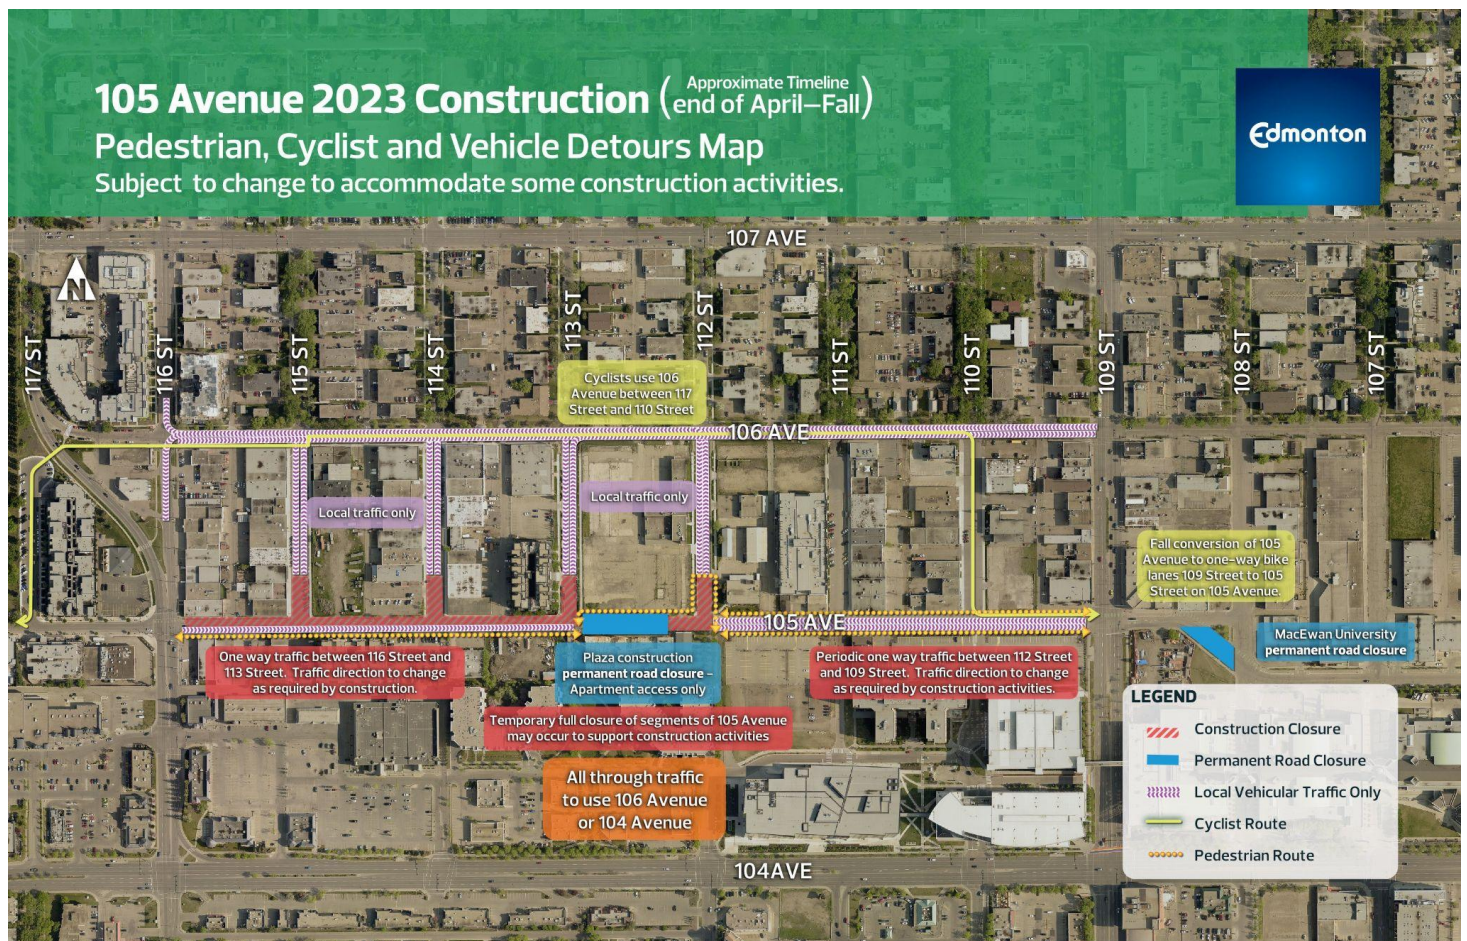 105 Avenue 2023 Construction (Approximate Timeline
end of April—Fall)
Pedestrian, Cyclist and Vehicle Detours Map
Subject to change to accommodate some construction activities.
Edmonton
107 AVE
N
117 ST
116 ST
115 ST
114 ST
113 ST
112 ST
111 ST
110 ST
109 ST
108 ST
107 ST
Cyclists use 106
Avenue between 117
Street and 110 Street
106 AVE
Local traffic only
Local traffic only
Fall conversion of 105
Avenue to one-way bike
lanes 109 Street to 105
Street on 105 Avenue.
105 AVE
MacEwan University
permanent road closure
One way traffic between 116 Street and
113 Street. Traffic direction to change
as required by construction.
Plaza construction
permanent road closure –
Apartment access only
Periodic one way traffic between 112 Street
and 109 Street. Traffic direction to change
as required by construction activities.
Temporary full closure of segments of 105 Avenue
may occur to support construction activities
All through traffic
to use 106 Avenue
or 104 Avenue
104AVE
LEGEND
Construction Closure
Permanent Road Closure
Local Vehicular Traffic Only
Cyclist Route
Pedestrian Route